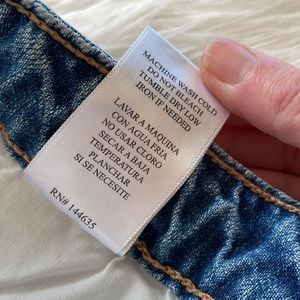 MACHINE WASH COLD
DO NOT BLEACH
TUMBLE DRY LOW
IRON IF NEEDED
LAVAR A MAQUINA
CON AGUA FRIA
NO USAR CLORO
SECAR A BAJA
TEMPERATURA
PLANCHAR
SI SE NECESITE
RN# 144635